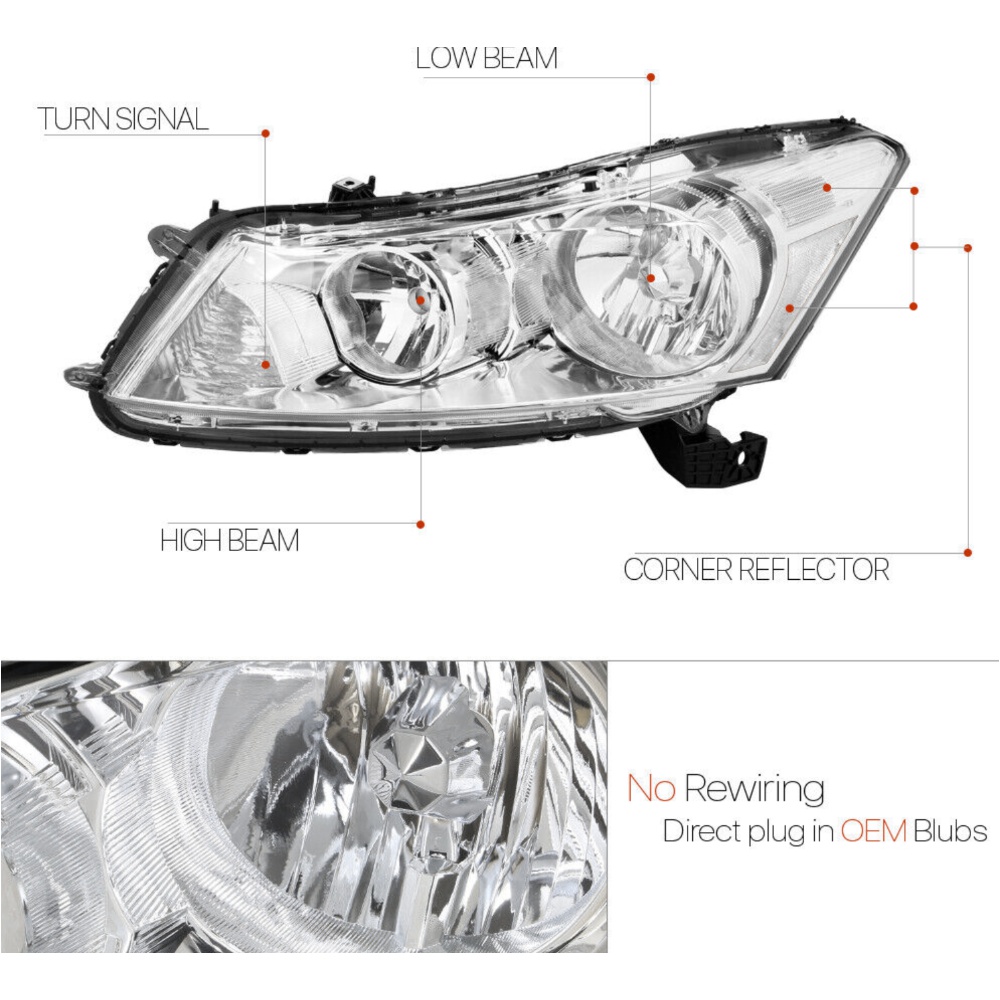 LOW BEAM
TURN SIGNAL
HIGH BEAM
CORNER REFLECTOR
No Rewiring
Direct plug in OEM Blubs